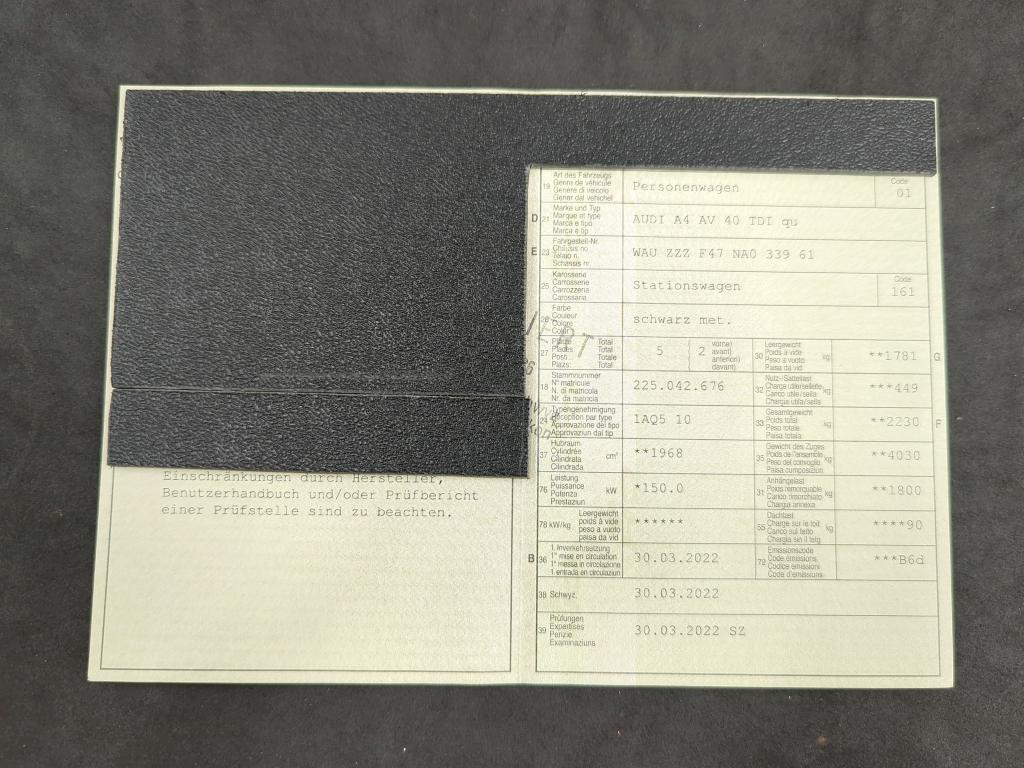 Einschränkungen durch Hersteller,
Benutzerhandbuch und/oder Prüfbericht
einer Prüfstelle sind zu beachten.
19 Art des Fahrzeugs
Genre de véhicule
Genere di veicolo
Gener dal vehichel
Personenwagen
Code
01
D 21 Marke und Typ
Marque et type
Marca e tipo
Marca e tip
AUDI A4 AV 40 TDI qu
E 23 Fahrgestell-Nr.
Châssis no
Telaio n.
Schassis nr.
WAU ZZZ F47 NA0 339 61
25 Karosserie
Carrosserie
Carrozzeria
Carossaria
Stationswagen
Code
161
26 Farbe
Couleur
Colore
Colur
schwarz met.
27 Plätze Total
Places Total
Posti Totale
Plazs: Total
5
( 2 vorne)
avant)
anteriori)
davant)
30 Leergewicht
Poids à vide
Peso a vuoto
Paisa da vid
kg
**1781 G
18 Stammnummer
N° matricule
N. di matricola
Nr. da matricla
225.042.676
32 Nutz-/Sattellast
Charge utile/sellette
Carico utile/sella
Chargia utila/sella
kg
***449
24 Typengenehmigung
Réception par type
Approvazione del tipo
Approvaziun dal tip
1AQ5 10
33 Gesamtgewicht
Poids total
Peso totale
Paisa totala
kg
**2230 F
37 Hubraum
Cylindrée
Cilindrata
Cilindrada
cm³
**1968
35 Gewicht des Zuges
Poids de l'ensemble
Peso del convoglio
Paisa cumposiziun
kg
**4030
76 Leistung
Puissance
Potenza
Prestaziun
kW
*150.0
31 Anhängelast
Poids remorquable
Carico rimorchiato
Chargia annexa
kg
**1800
78 kW/kg Leergewicht
poids à vide
peso a vuoto
paisa da vid
******
55 Dachlast
Charge sur le toit
Carico sul tetto
Chargia sin il tetg
kg
****90
B 36 1. Inverkehrsetzung
1re mise en circulation
1a messa in circolazione
1. entrada en circulaziun
30.03.2022
72 Emissionscode
Code émissions
Codice emissioni
Code d'emissiuns
***B6d
38 Schwyz,
30.03.2022
39 Prüfungen
Expertises
Perizie
Examinaziuns
30.03.2022 SZ